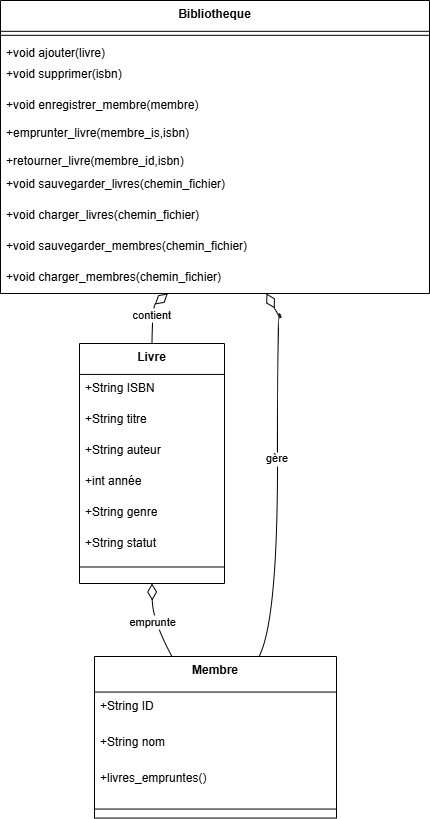 Bibliotheque
+void ajouter(livre)
+void supprimer(isbn)
+void enregistrer_membre(membre)
+emprunter_livre(membre_is,isbn)
+retourner_livre(membre_id,isbn)
+void sauvegarder_livres(chemin_fichier)
+void charger_livres(chemin_fichier)
+void sauvegarder_membres(chemin_fichier)
+void charger_membres(chemin_fichier)
contient
Livre
+String ISBN
+String titre
+String auteur
gère
+int année
+String genre
+String statut
emprunte
Membre
+String ID
+String nom
+livres_empruntes()